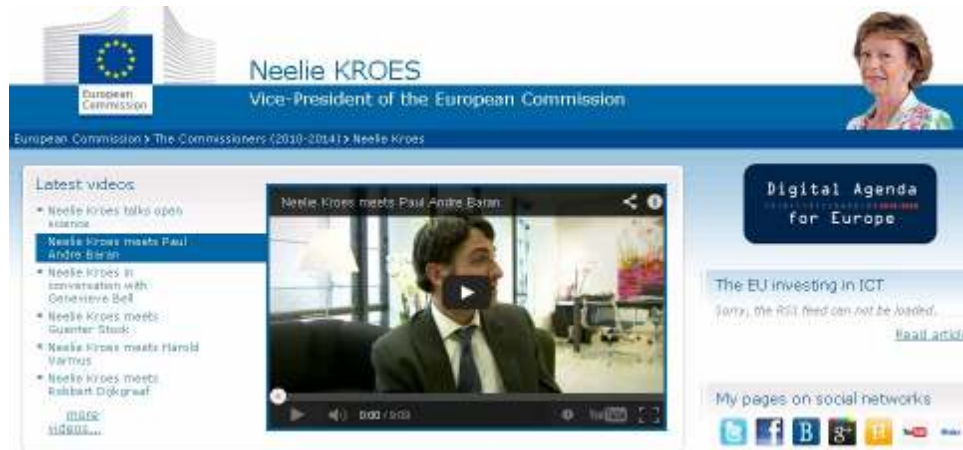 European
Commission
Neelie KROES
Vice-President of the European Commission
European Commission > The Commissioners (2010-2014) > Neelie Kroes
Latest videos
Neelie Kroes talks open
science
Neelie Kroes meets Paul
Andre Baran
Neelie Kroes in
conversation with
Genevieve Bell
Neelie Kroes meets
Guenter Stock
Neelie Kroes meets Harold
Varmus
Neelie Kroes meets
Robbert Dijkgraaf
more
videos...
Neelie Kroes meets Paul Andre Baran
0:00
YouTube
Digital Agenda
for Europe
The EU investing in ICT
Sorry, the RSS feed can not be loaded.
Read artic
My pages on social networks
B
g+
YouTube